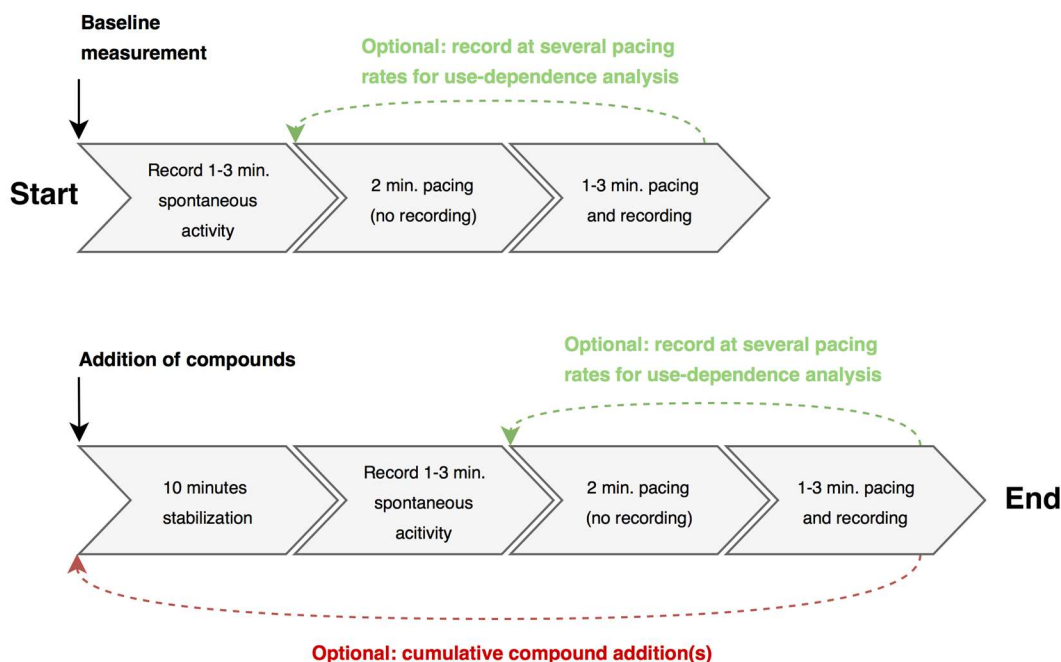 Baseline
measurement
Optional: record at several pacing
rates for use-dependence analysis
Start
Record 1-3 min.
spontaneous
activity
2 min. pacing
(no recording)
1-3 min. pacing
and recording
Addition of compounds
Optional: record at several pacing
rates for use-dependence analysis
10 minutes
stabilization
Record 1-3 min.
spontaneous
acitivity
2 min. pacing
(no recording)
1-3 min. pacing
and recording
End
Optional: cumulative compound addition(s)